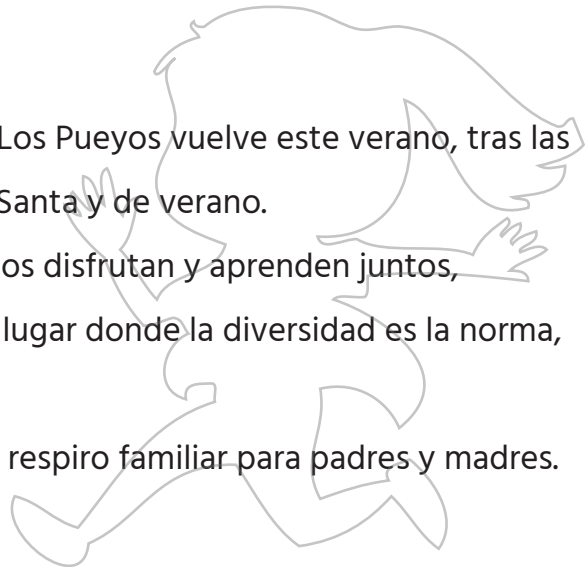 Los Pueyos vuelve este verano, tras las
Santa y de verano.
os disfrutan y aprenden juntos,
lugar donde la diversidad es la norma,
respiro familiar para padres y madres.